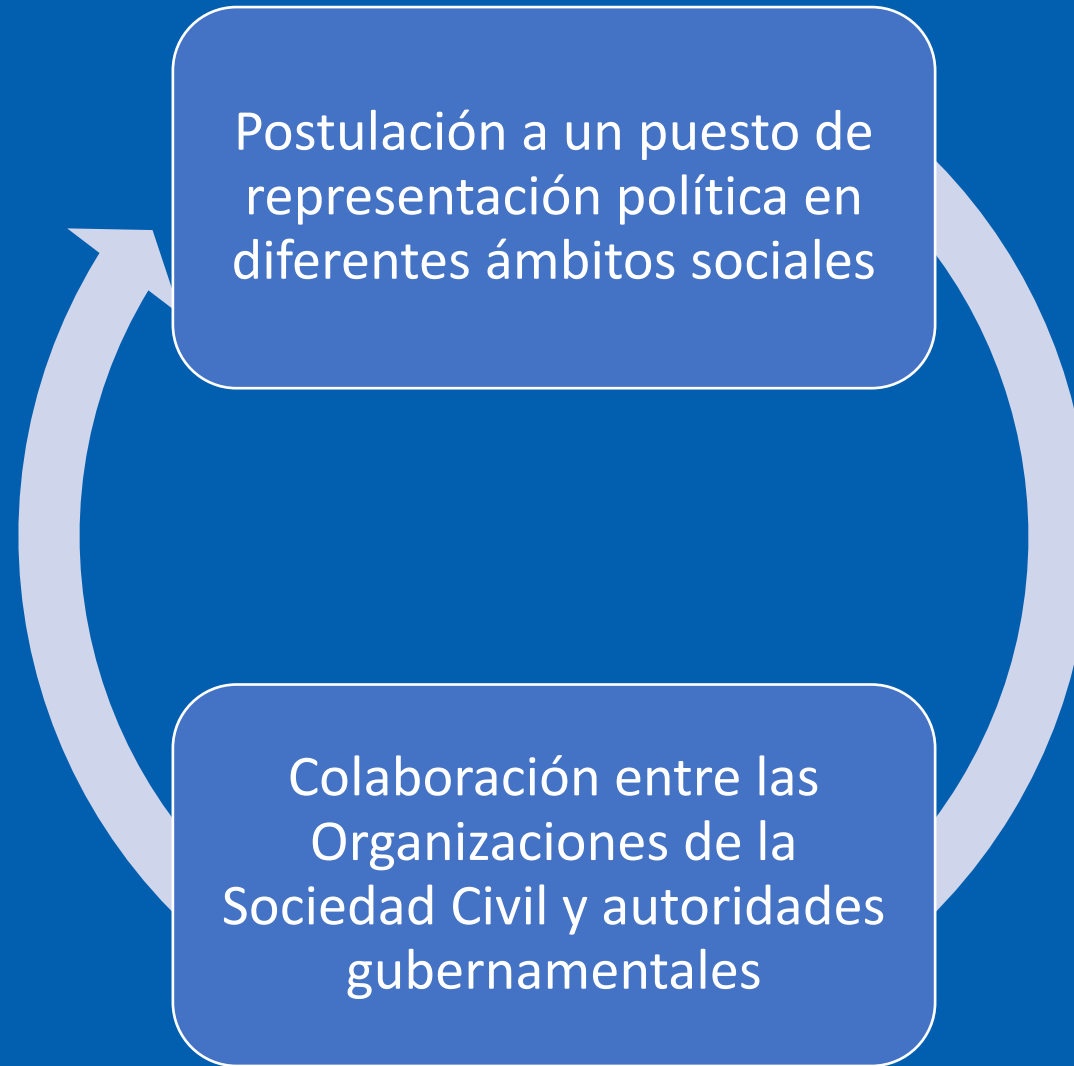 Postulación a un puesto de
representación política en
diferentes ámbitos sociales
Colaboración entre las
Organizaciones de la
Sociedad Civil y autoridades
gubernamentales